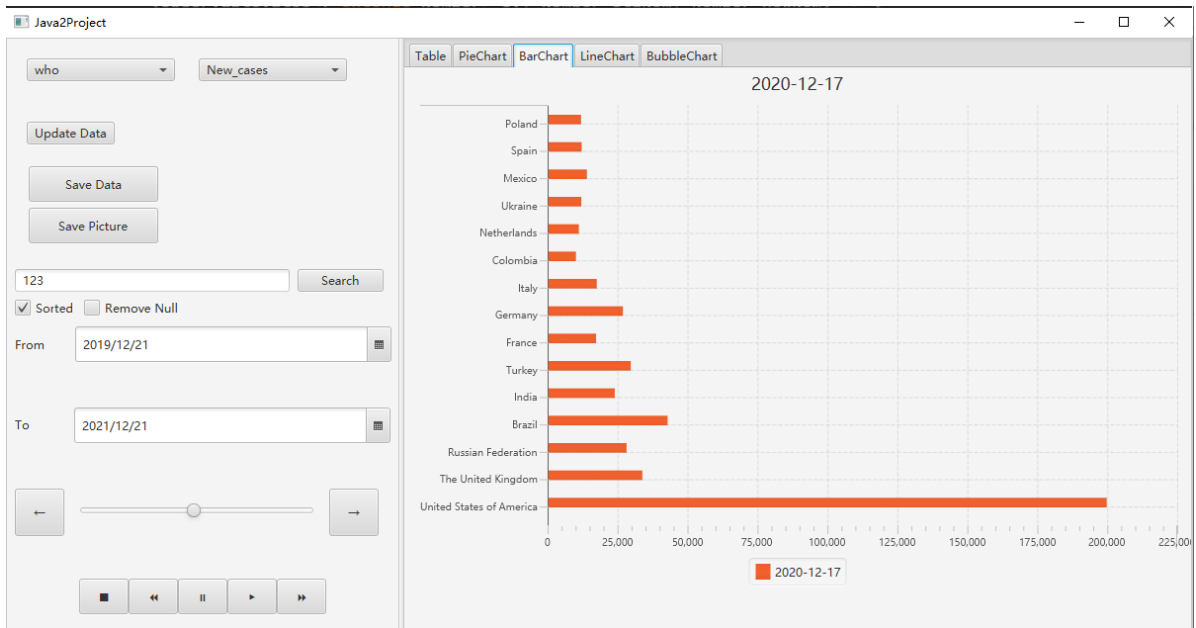 Java2Project
who New_cases
Update Data
Save Data
Save Picture
123 Search
Sorted Remove Null
From 2019/12/21
To 2021/12/21
← →
Table PieChart BarChart LineChart BubbleChart
2020-12-17
Poland
Spain
Mexico
Ukraine
Netherlands
Colombia
Italy
Germany
France
Turkey
India
Brazil
Russian Federation
The United Kingdom
United States of America
0 25,000 50,000 75,000 100,000 125,000 150,000 175,000 200,000 225,00
2020-12-17